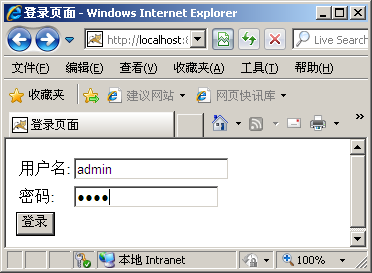 登录页面 - Windows Internet Explorer
http://localhost:8
Live Search
文件(F) 编辑(E) 查看(V) 收藏夹(A) 工具(T) 帮助(H)
收藏夹 建议网站 网页快讯库
登录页面
用户名: admin
密码: ●●●●
登录
本地 Intranet 100%